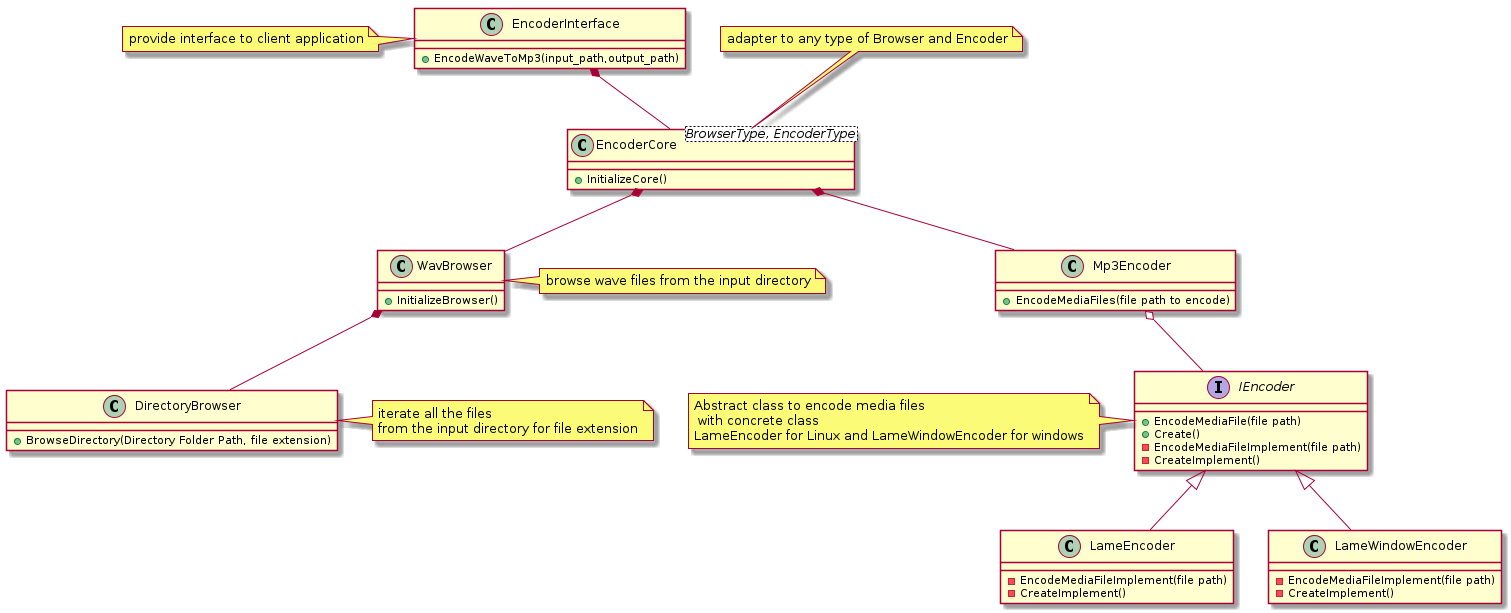 C EncoderInterface
EncodeWaveToMp3(input_path,output_path)
provide interface to client application
adapter to any type of Browser and Encoder
BrowserType, EncoderType
C EncoderCore
InitializeCore()
C WavBrowser
InitializeBrowser()
browse wave files from the input directory
C Mp3Encoder
EncodeMediaFiles(file path to encode)
C DirectoryBrowser
BrowseDirectory(Directory Folder Path, file extension)
iterate all the files
from the input directory for file extension
Abstract class to encode media files
with concrete class
LameEncoder for Linux and LameWindowEncoder for windows
I IEncoder
EncodeMediaFile(file path)
Create()
EncodeMediaFileImplement(file path)
CreateImplement()
C LameEncoder
EncodeMediaFileImplement(file path)
CreateImplement()
C LameWindowEncoder
EncodeMediaFileImplement(file path)
CreateImplement()